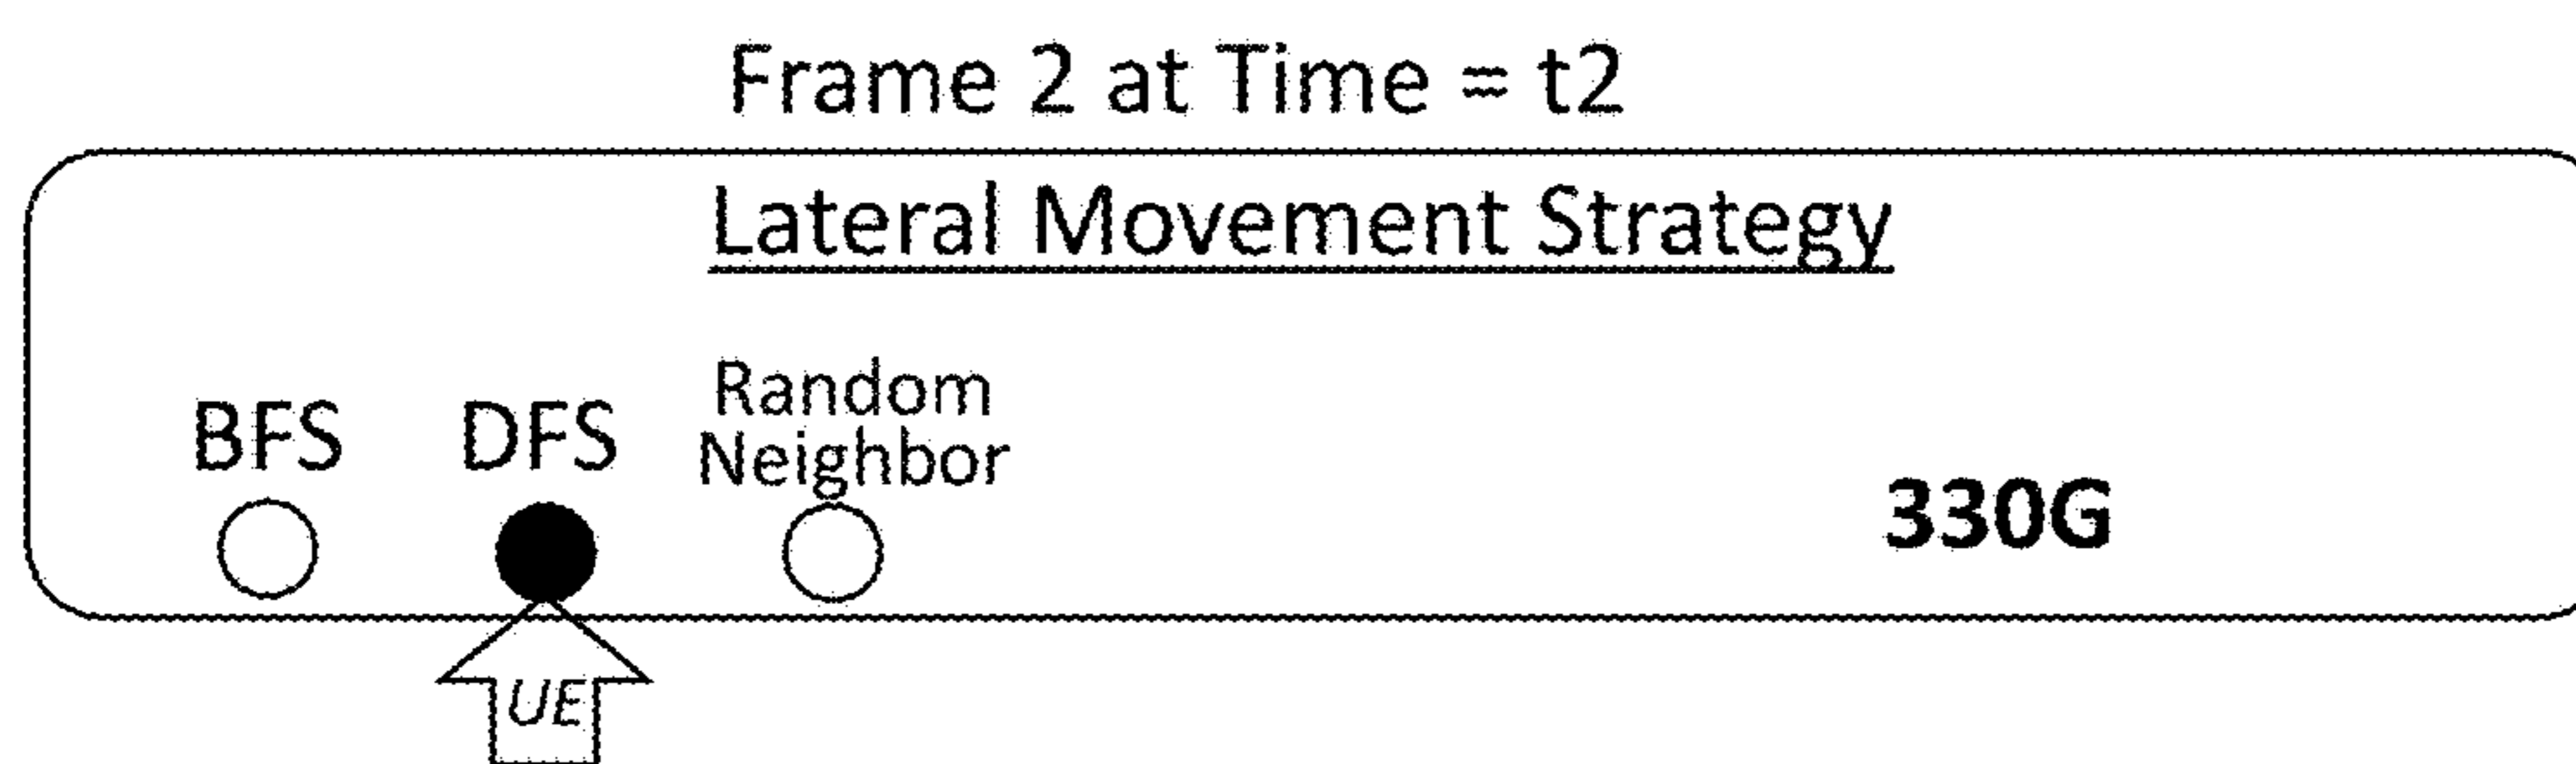 Frame 2 at Time = t2
Lateral Movement Strategy
BFS DFS Random
Neighbor
330G
UE